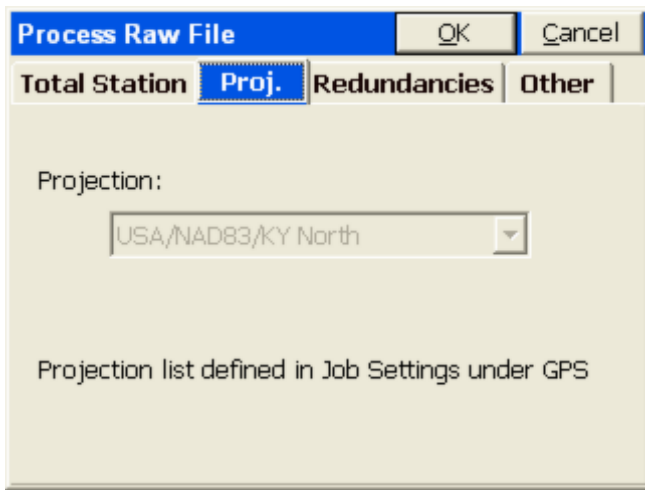 Process Raw File OK Cancel
Total Station Proj. Redundancies Other
Projection:
USA/NAD83/KY North
Projection list defined in Job Settings under GPS